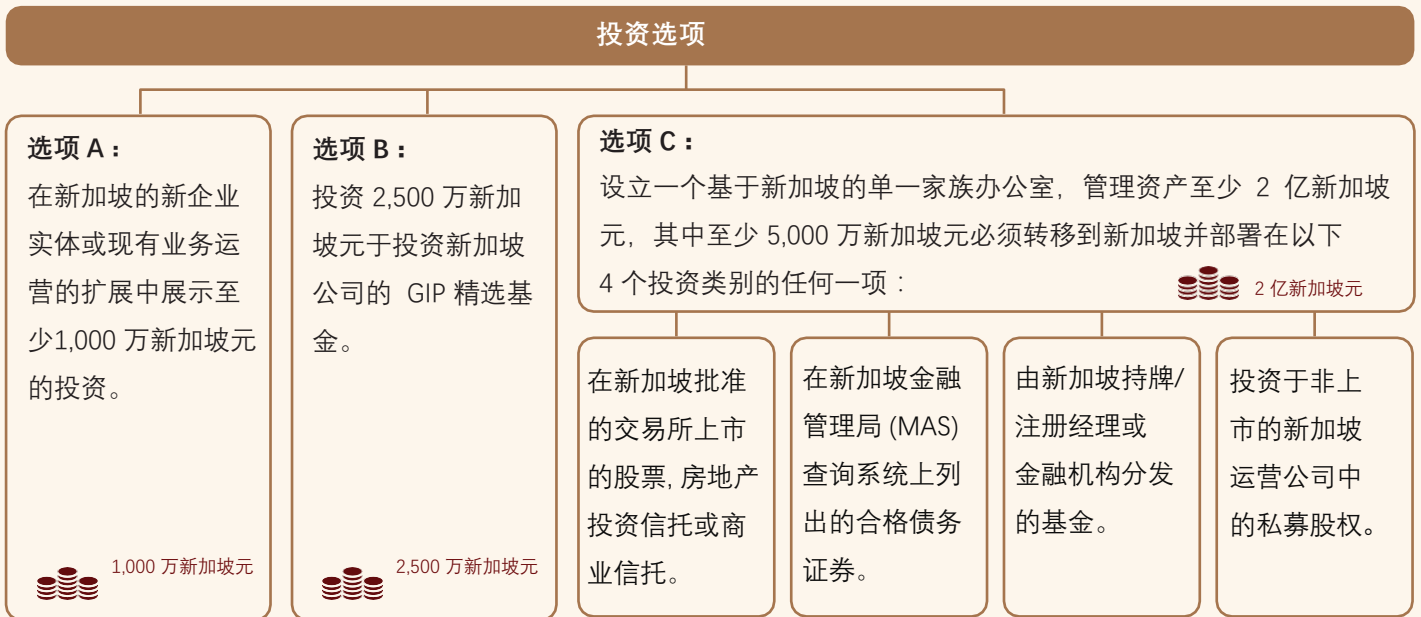 投资选项
选项 A：
在新加坡的新企业
实体或现有业务运
营的扩展中展示至
少1,000 万新加坡元
的投资。
1,000 万新加坡元
选项 B：
投资 2,500 万新加
坡元于投资新加坡
公司的 GIP 精选基
金。
2,500 万新加坡元
选项 C：
设立一个基于新加坡的单一家族办公室，管理资产至少 2 亿新加坡
元，其中至少 5,000 万新加坡元必须转移到新加坡并部署在以下
4 个投资类别的任何一项：
2 亿新加坡元
在新加坡批准
的交易所上市
的股票, 房地产
投资信托或商
业信托。
在新加坡金融
管理局 (MAS)
查询系统上列
出的合格债务
证券。
由新加坡持牌/
注册经理或
金融机构分发
的基金。
投资于非上
市的新加坡
运营公司中
的私募股权。